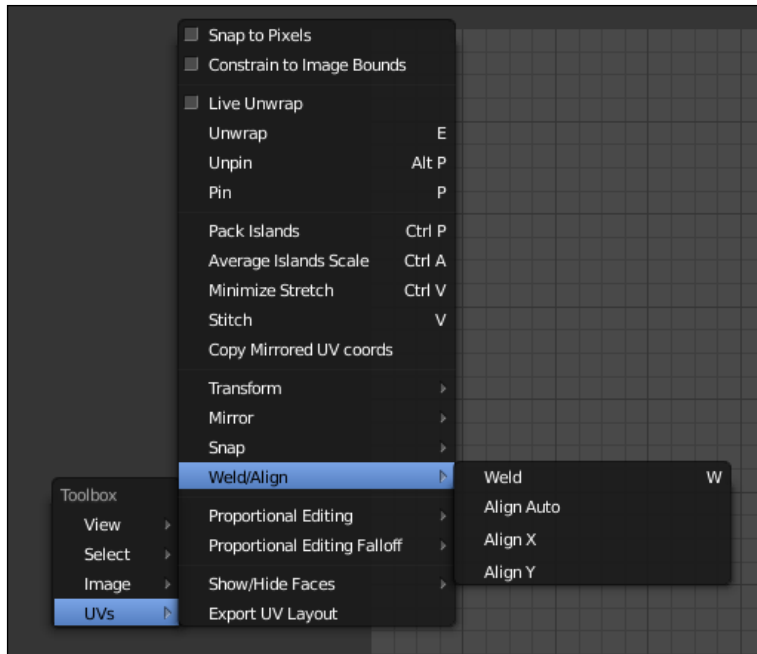 Snap to Pixels
Constrain to Image Bounds
Live Unwrap
Unwrap E
Unpin Alt P
Pin P
Pack Islands Ctrl P
Average Islands Scale Ctrl A
Minimize Stretch Ctrl V
Stitch V
Copy Mirrored UV coords
Transform
Mirror
Snap
Weld/Align
Proportional Editing
Proportional Editing Falloff
Show/Hide Faces
Export UV Layout
Toolbox
View
Select
Image
UVs
Weld W
Align Auto
Align X
Align Y